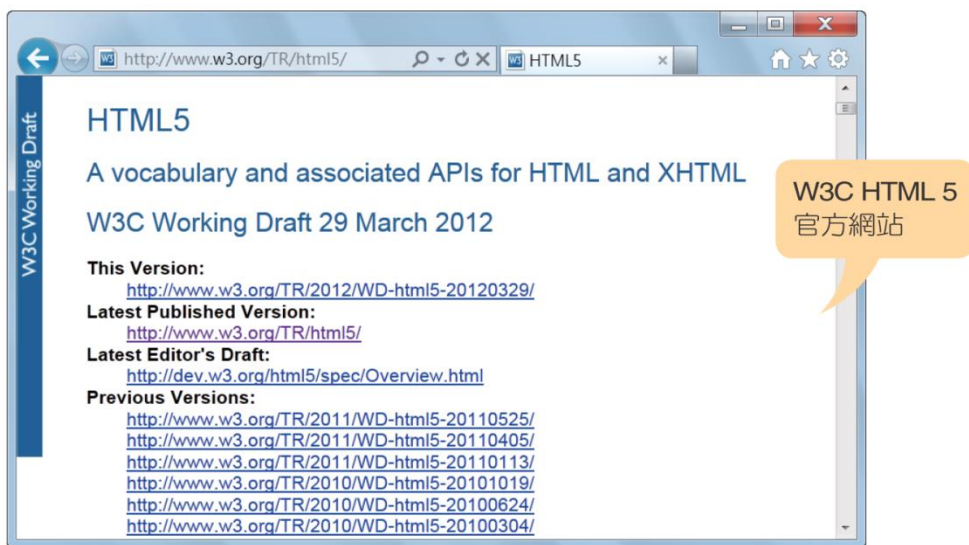 http://www.w3.org/TR/html5/
HTML5
W3C Working Draft
HTML5
A vocabulary and associated APIs for HTML and XHTML
W3C Working Draft 29 March 2012
This Version:
http://www.w3.org/TR/2012/WD-html5-20120329/
Latest Published Version:
http://www.w3.org/TR/html5/
Latest Editor's Draft:
http://dev.w3.org/html5/spec/Overview.html
Previous Versions:
http://www.w3.org/TR/2011/WD-html5-20110525/
http://www.w3.org/TR/2011/WD-html5-20110405/
http://www.w3.org/TR/2011/WD-html5-20110113/
http://www.w3.org/TR/2010/WD-html5-20101019/
http://www.w3.org/TR/2010/WD-html5-20100624/
http://www.w3.org/TR/2010/WD-html5-20100304/
W3C HTML 5
官方網站